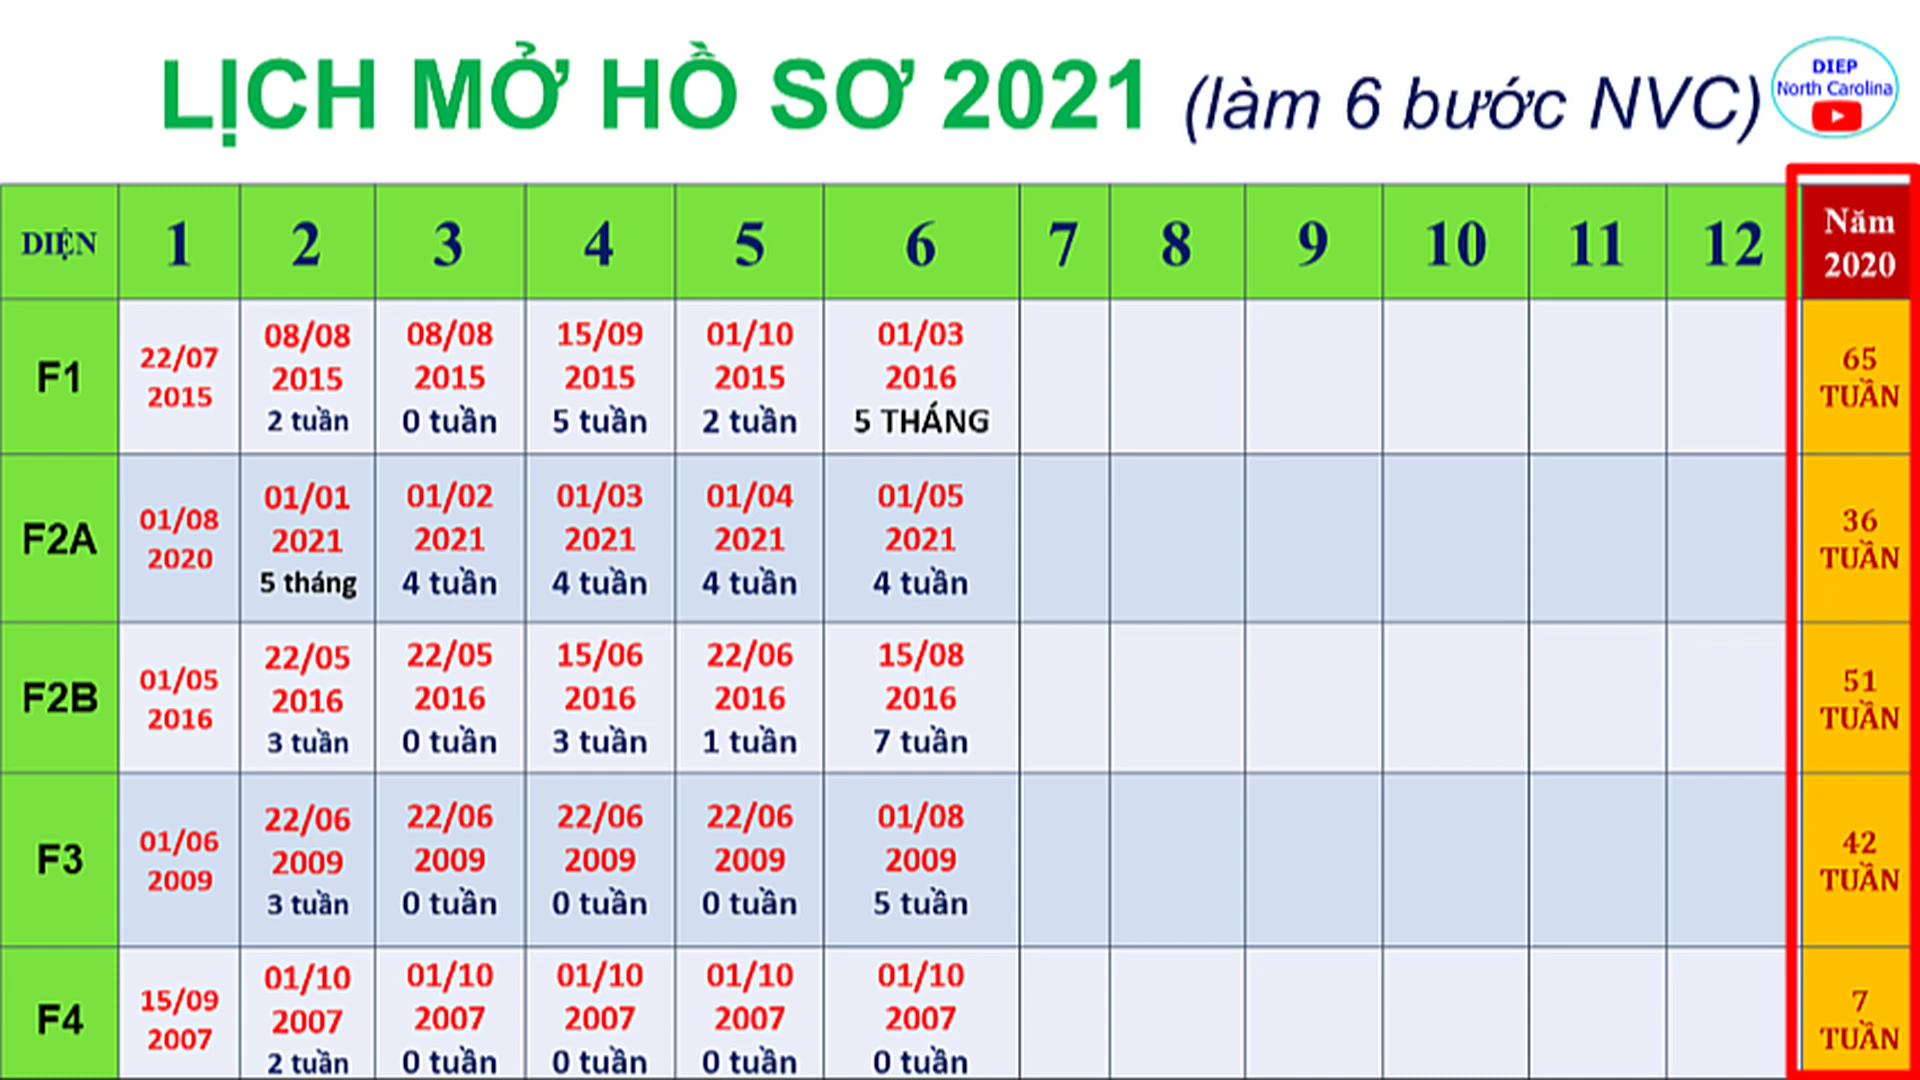 LỊCH MỞ HỒ SƠ 2021 (làm 6 bước NVC)
DIEP
North Carolina
DIỆN 1 2 3 4 5 6 7 8 9 10 11 12 Năm 2020
F1
22/07
2015
08/08
2015
2 tuần
08/08
2015
0 tuần
15/09
2015
5 tuần
01/10
2015
2 tuần
01/03
2016
5 THÁNG
65
TUẦN
F2A
01/08
2020
01/01
2021
5 tháng
01/02
2021
4 tuần
01/03
2021
4 tuần
01/04
2021
4 tuần
01/05
2021
4 tuần
36
TUẦN
F2B
01/05
2016
22/05
2016
3 tuần
22/05
2016
0 tuần
15/06
2016
3 tuần
22/06
2016
1 tuần
15/08
2016
7 tuần
51
TUẦN
F3
01/06
2009
22/06
2009
3 tuần
22/06
2009
0 tuần
22/06
2009
0 tuần
22/06
2009
0 tuần
01/08
2009
5 tuần
42
TUẦN
F4
15/09
2007
01/10
2007
2 tuần
01/10
2007
0 tuần
01/10
2007
0 tuần
01/10
2007
0 tuần
01/10
2007
0 tuần
7
TUẦN